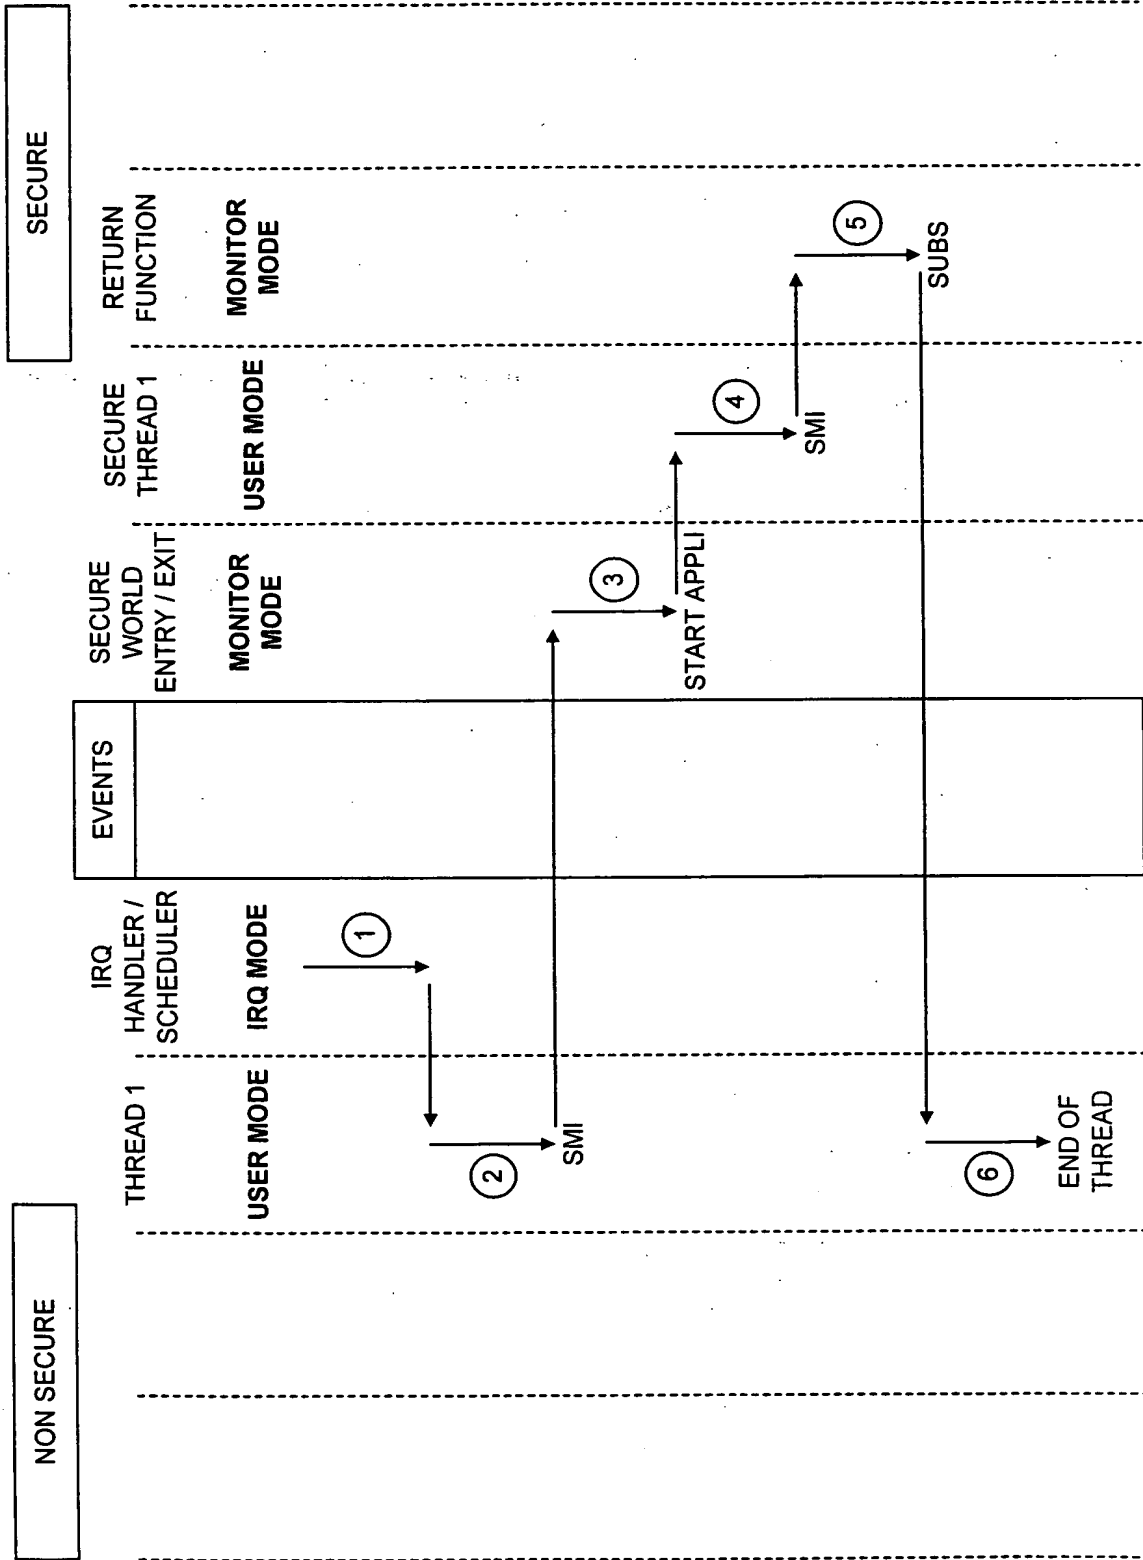 NON SECURE
SECURE
THREAD 1
USER MODE
IRQ
HANDLER /
SCHEDULER
IRQ MODE
EVENTS
SECURE
WORLD
ENTRY / EXIT
MONITOR
MODE
SECURE
THREAD 1
USER MODE
RETURN
FUNCTION
MONITOR
MODE
1
2
SMI
3
START APPLI
4
SMI
5
SUBS
6
END OF
THREAD